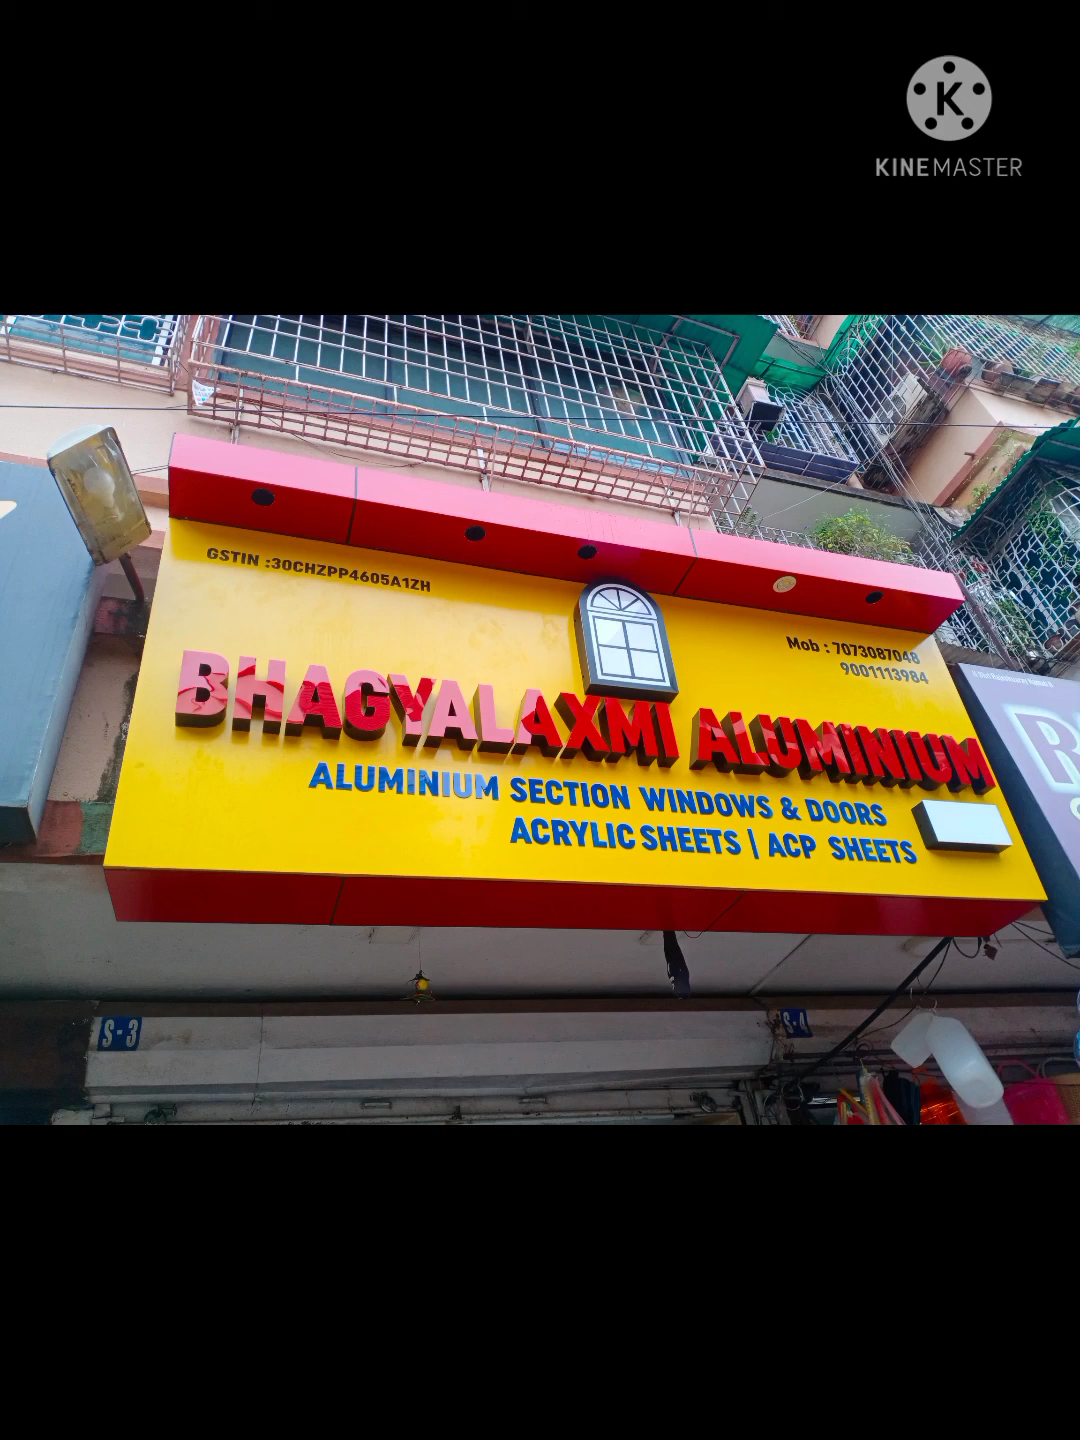 K
KINEMASTER
GSTIN :30CHZPP4605A1ZH
Mob : 7073087048
9001113984
BHAGYALAXMI ALUMINIUM
ALUMINIUM SECTION WINDOWS & DOORS
ACRYLIC SHEETS | ACP SHEETS
S-3
S-4
R